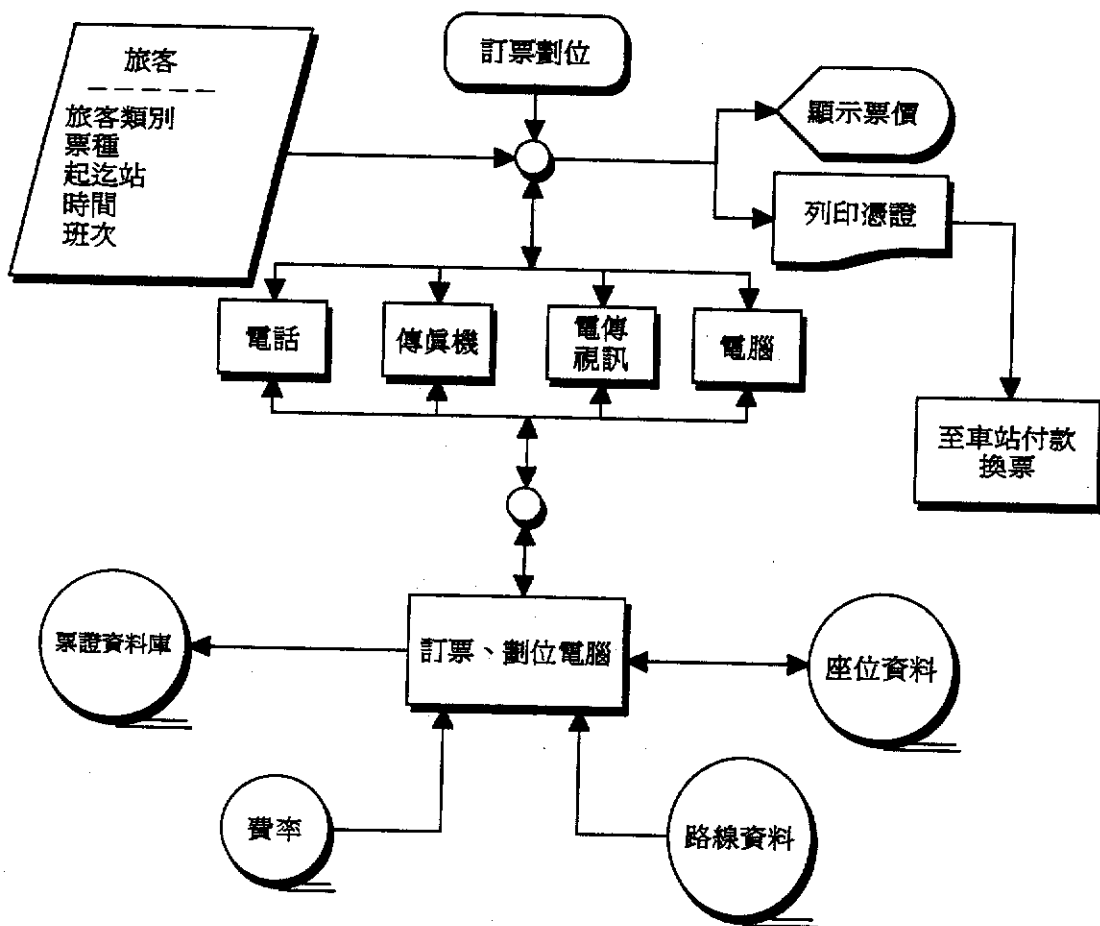 旅客
旅客類別
票種
起迄站
時間
班次
訂票劃位
顯示票價
列印憑證
電話
傳眞機
電傳
視訊
電腦
至車站付款
換票
票證資料庫
訂票、劃位電腦
座位資料
費率
路線資料